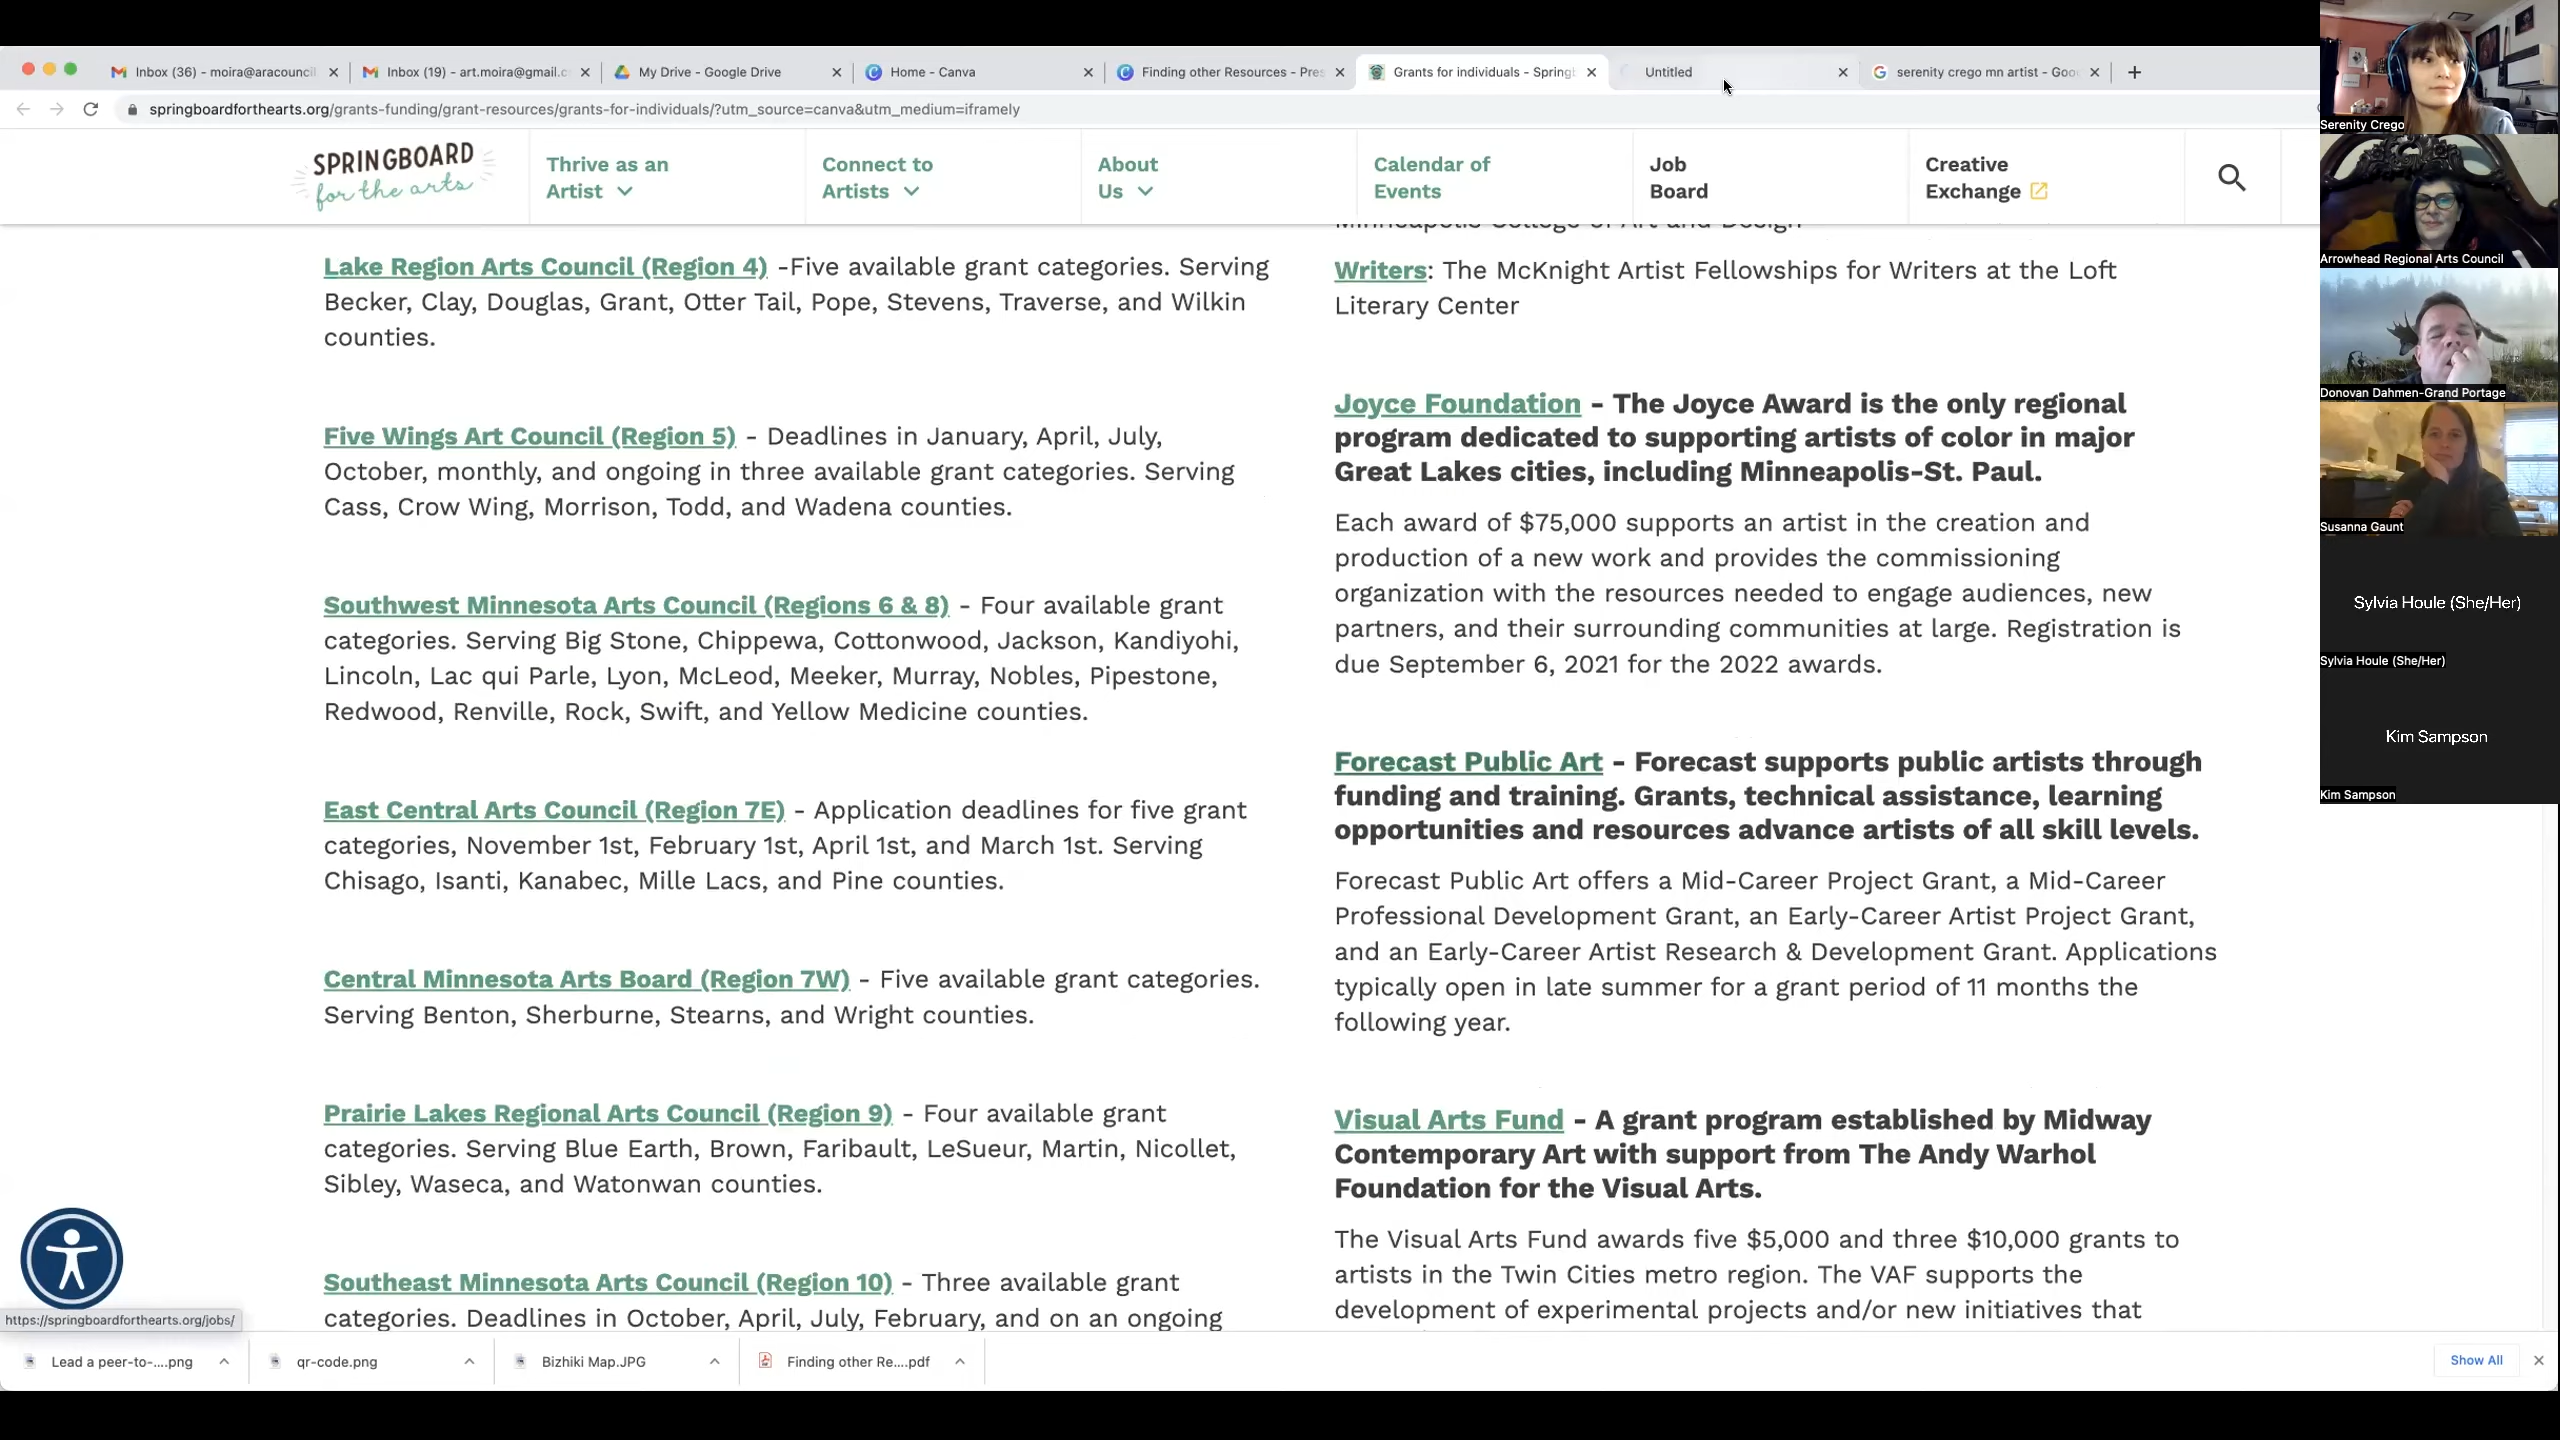 Inbox (36) - moira@aracouncil
Inbox (19) - art.moira@gmail.c
My Drive - Google Drive
Home - Canva
Finding other Resources - Pres
Grants for individuals - Springb
Untitled
serenity crego mn artist - Goo
springboardforthearts.org/grants-funding/grant-resources/grants-for-individuals/?utm_source=canva&utm_medium=iframely
SPRINGBOARD
for the arts
Thrive as an
Artist
Connect to
Artists
About
Us
Calendar of
Events
Job
Board
Creative
Exchange
Lake Region Arts Council (Region 4) -Five available grant categories. Serving
Becker, Clay, Douglas, Grant, Otter Tail, Pope, Stevens, Traverse, and Wilkin
counties.
Five Wings Art Council (Region 5) - Deadlines in January, April, July,
October, monthly, and ongoing in three available grant categories. Serving
Cass, Crow Wing, Morrison, Todd, and Wadena counties.
Southwest Minnesota Arts Council (Regions 6 & 8) - Four available grant
categories. Serving Big Stone, Chippewa, Cottonwood, Jackson, Kandiyohi,
Lincoln, Lac qui Parle, Lyon, McLeod, Meeker, Murray, Nobles, Pipestone,
Redwood, Renville, Rock, Swift, and Yellow Medicine counties.
East Central Arts Council (Region 7E) - Application deadlines for five grant
categories, November 1st, February 1st, April 1st, and March 1st. Serving
Chisago, Isanti, Kanabec, Mille Lacs, and Pine counties.
Central Minnesota Arts Board (Region 7W) - Five available grant categories.
Serving Benton, Sherburne, Stearns, and Wright counties.
Prairie Lakes Regional Arts Council (Region 9) - Four available grant
categories. Serving Blue Earth, Brown, Faribault, LeSueur, Martin, Nicollet,
Sibley, Waseca, and Watonwan counties.
Southeast Minnesota Arts Council (Region 10) - Three available grant
categories. Deadlines in October, April, July, February, and on an ongoing
Minneapolis College of Art and Design
Writers: The McKnight Artist Fellowships for Writers at the Loft
Literary Center
Joyce Foundation - The Joyce Award is the only regional
program dedicated to supporting artists of color in major
Great Lakes cities, including Minneapolis-St. Paul.
Each award of $75,000 supports an artist in the creation and
production of a new work and provides the commissioning
organization with the resources needed to engage audiences, new
partners, and their surrounding communities at large. Registration is
due September 6, 2021 for the 2022 awards.
Forecast Public Art - Forecast supports public artists through
funding and training. Grants, technical assistance, learning
opportunities and resources advance artists of all skill levels.
Forecast Public Art offers a Mid-Career Project Grant, a Mid-Career
Professional Development Grant, an Early-Career Artist Project Grant,
and an Early-Career Artist Research & Development Grant. Applications
typically open in late summer for a grant period of 11 months the
following year.
Visual Arts Fund - A grant program established by Midway
Contemporary Art with support from The Andy Warhol
Foundation for the Visual Arts.
The Visual Arts Fund awards five $5,000 and three $10,000 grants to
artists in the Twin Cities metro region. The VAF supports the
development of experimental projects and/or new initiatives that
https://springboardforthearts.org/jobs/
Lead a peer-to-....png
qr-code.png
Bizhiki Map.JPG
Finding other Re....pdf
Show All
Serenity Crego
Arrowhead Regional Arts Council
Donovan Dahmen-Grand Portage
Susanna Gaunt
Sylvia Houle (She/Her)
Sylvia Houle (She/Her)
Kim Sampson
Kim Sampson